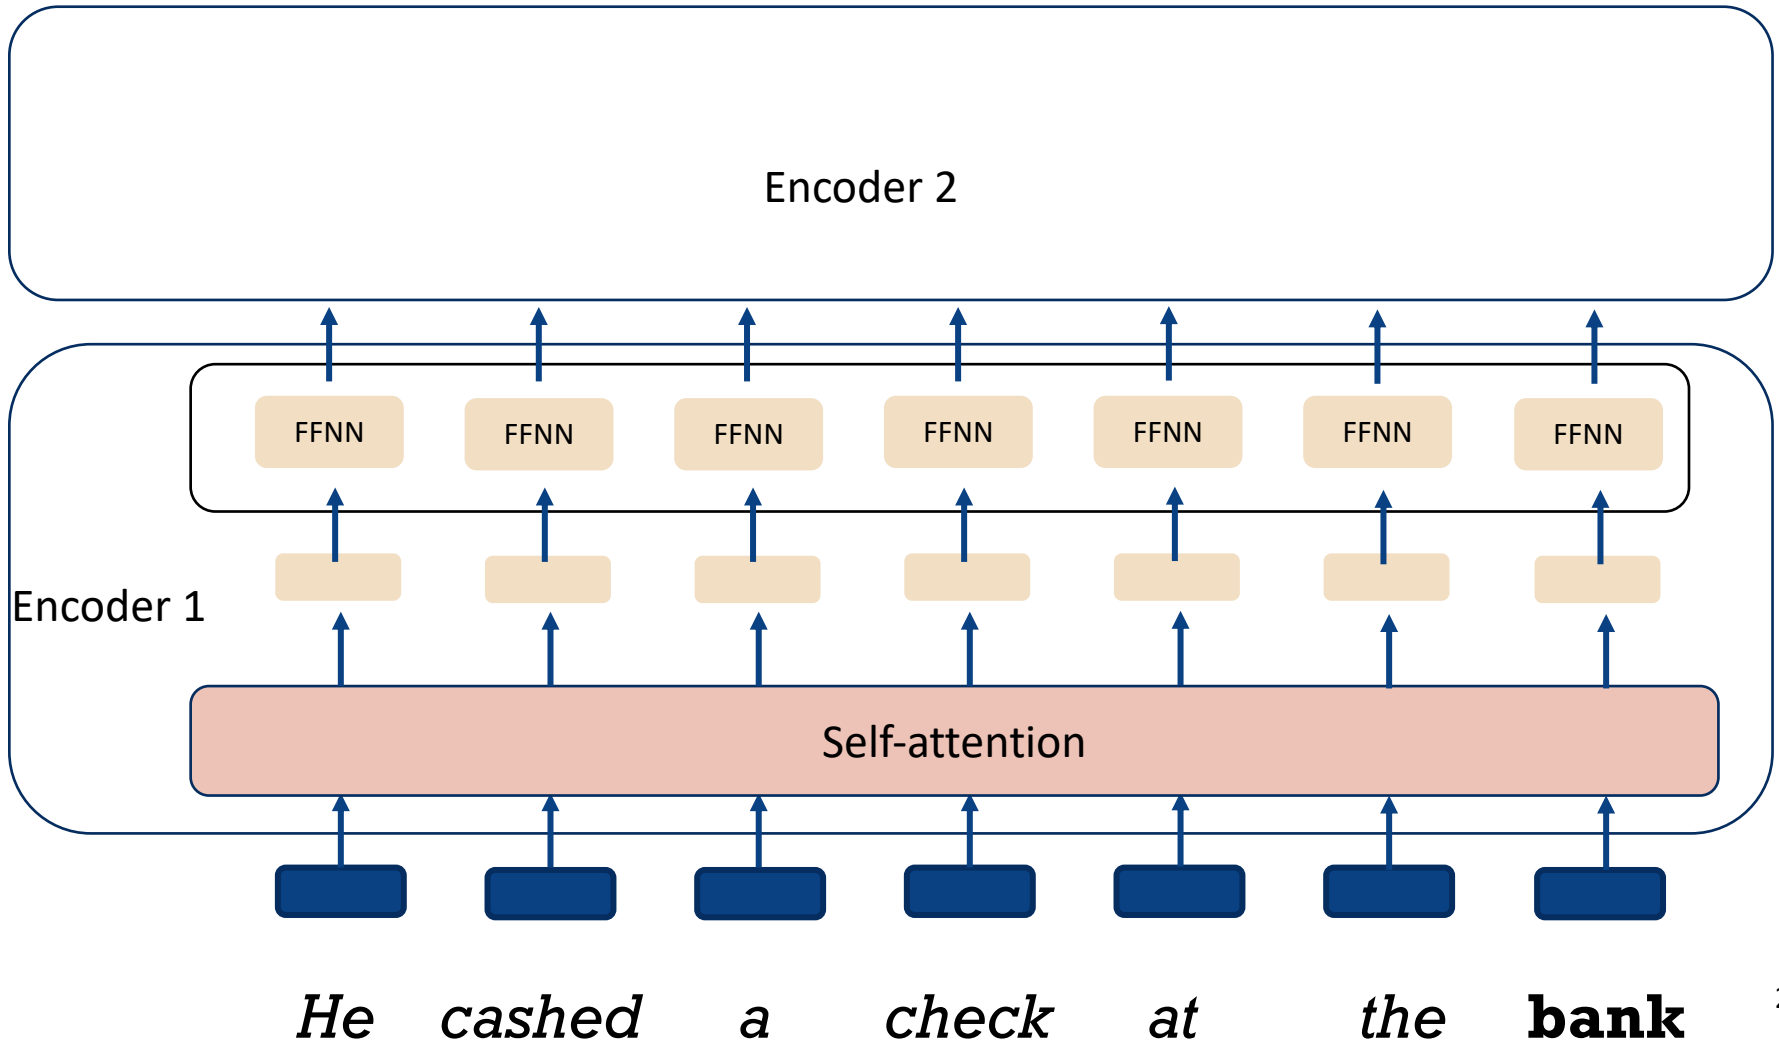 Encoder 2
FFNN FFNN FFNN FFNN FFNN FFNN FFNN
Encoder 1
Self-attention
He cashed a check at the bank